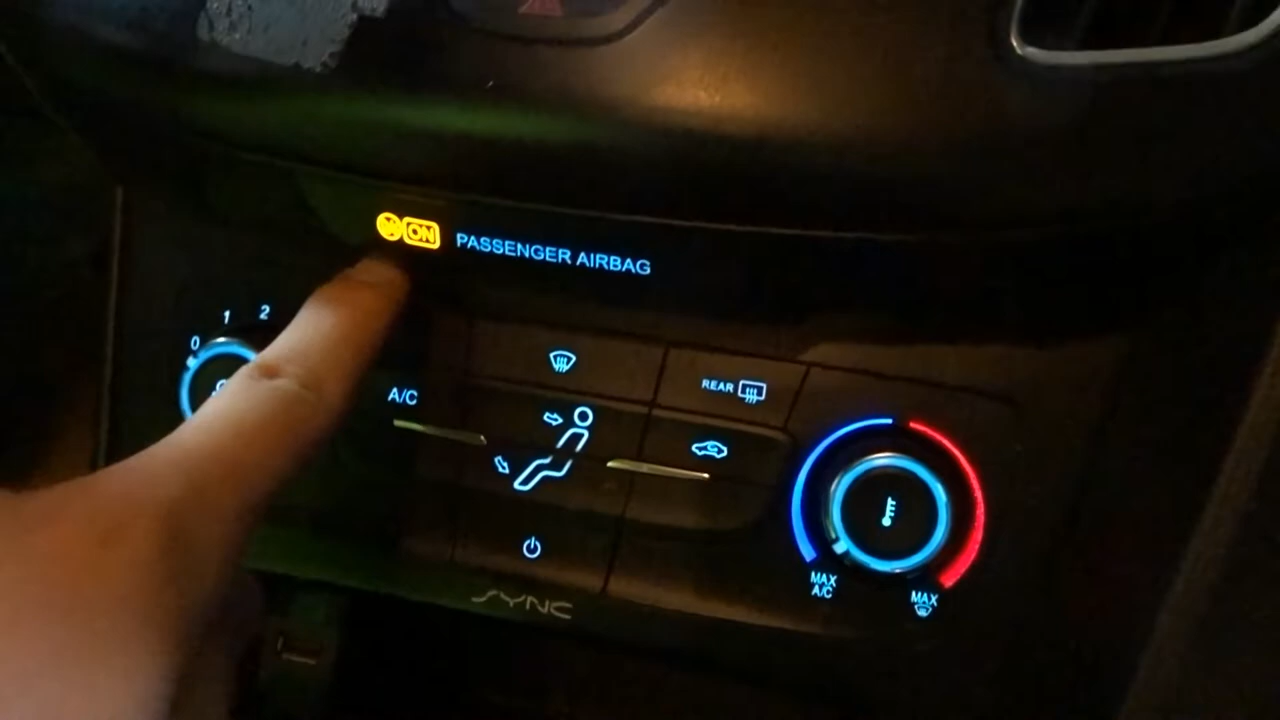 ON PASSENGER AIRBAG
0 1 2
A/C
REAR
MAX
A/C
MAX
SYNC